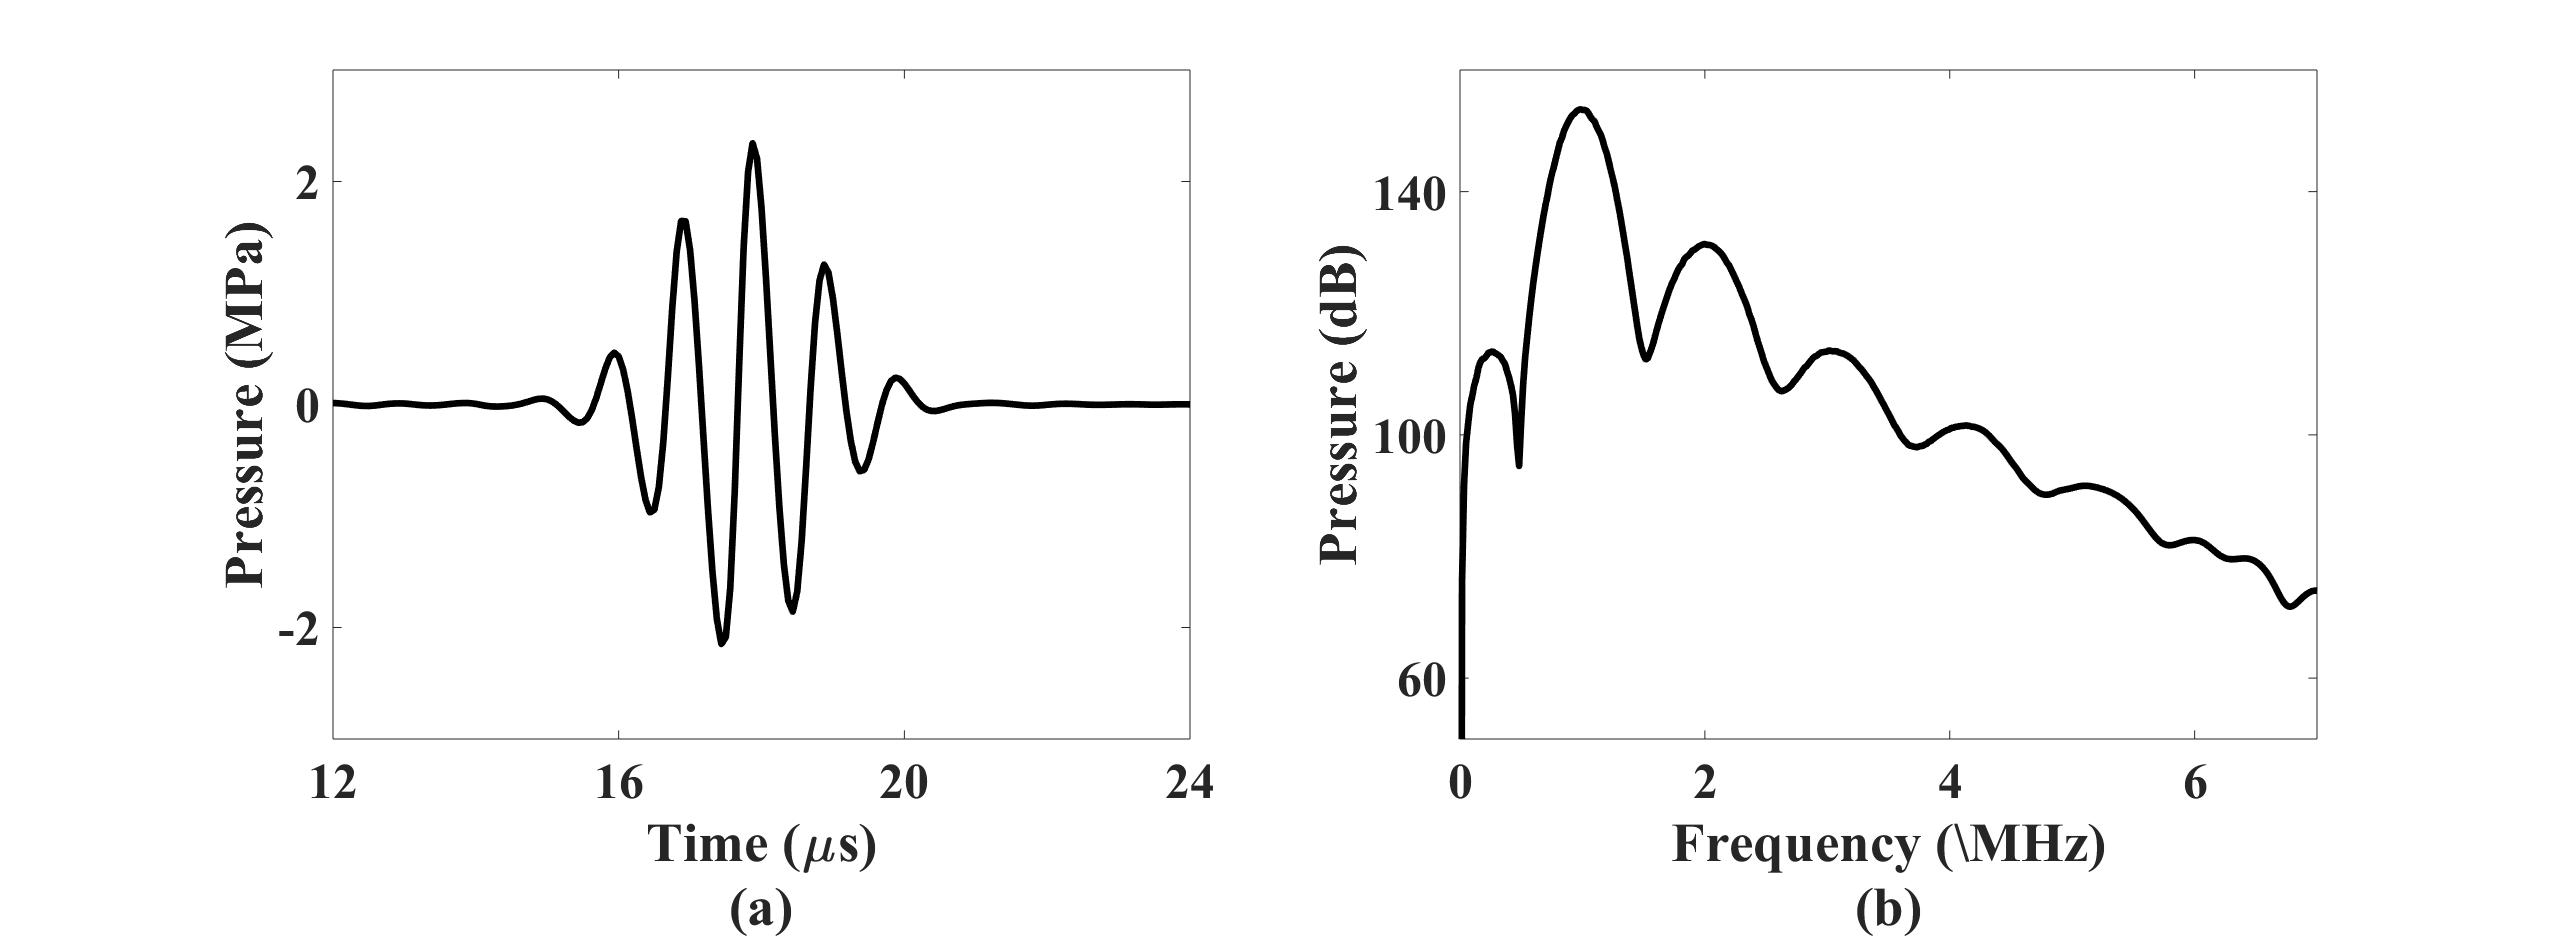 Pressure (MPa)
2
0
-2
12 16 20 24
Time (μs)
(a)
Pressure (dB)
140
100
60
0 2 4 6
Frequency (\MHz)
(b)